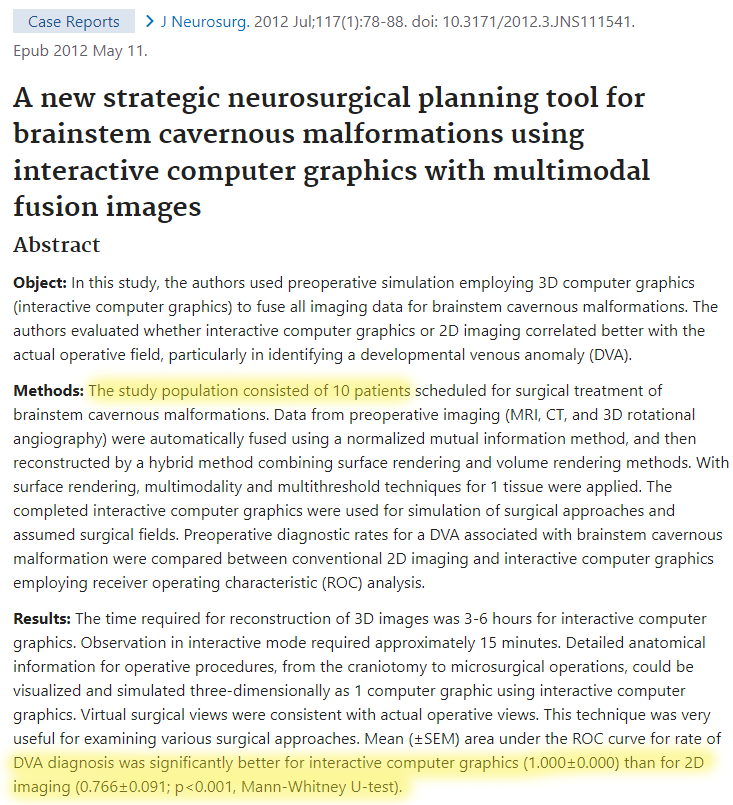 Case Reports > J Neurosurg. 2012 Jul;117(1):78-88. doi: 10.3171/2012.3.JNS111541.
Epub 2012 May 11.
A new strategic neurosurgical planning tool for
brainstem cavernous malformations using
interactive computer graphics with multimodal
fusion images
Abstract
Object: In this study, the authors used preoperative simulation employing 3D computer graphics
(interactive computer graphics) to fuse all imaging data for brainstem cavernous malformations. The
authors evaluated whether interactive computer graphics or 2D imaging correlated better with the
actual operative field, particularly in identifying a developmental venous anomaly (DVA).
Methods: The study population consisted of 10 patients scheduled for surgical treatment of
brainstem cavernous malformations. Data from preoperative imaging (MRI, CT, and 3D rotational
angiography) were automatically fused using a normalized mutual information method, and then
reconstructed by a hybrid method combining surface rendering and volume rendering methods. With
surface rendering, multimodality and multithreshold techniques for 1 tissue were applied. The
completed interactive computer graphics were used for simulation of surgical approaches and
assumed surgical fields. Preoperative diagnostic rates for a DVA associated with brainstem cavernous
malformation were compared between conventional 2D imaging and interactive computer graphics
employing receiver operating characteristic (ROC) analysis.
Results: The time required for reconstruction of 3D images was 3-6 hours for interactive computer
graphics. Observation in interactive mode required approximately 15 minutes. Detailed anatomical
information for operative procedures, from the craniotomy to microsurgical operations, could be
visualized and simulated three-dimensionally as 1 computer graphic using interactive computer
graphics. Virtual surgical views were consistent with actual operative views. This technique was very
useful for examining various surgical approaches. Mean (±SEM) area under the ROC curve for rate of
DVA diagnosis was significantly better for interactive computer graphics (1.000±0.000) than for 2D
imaging (0.766±0.091; p<0.001, Mann-Whitney U-test).